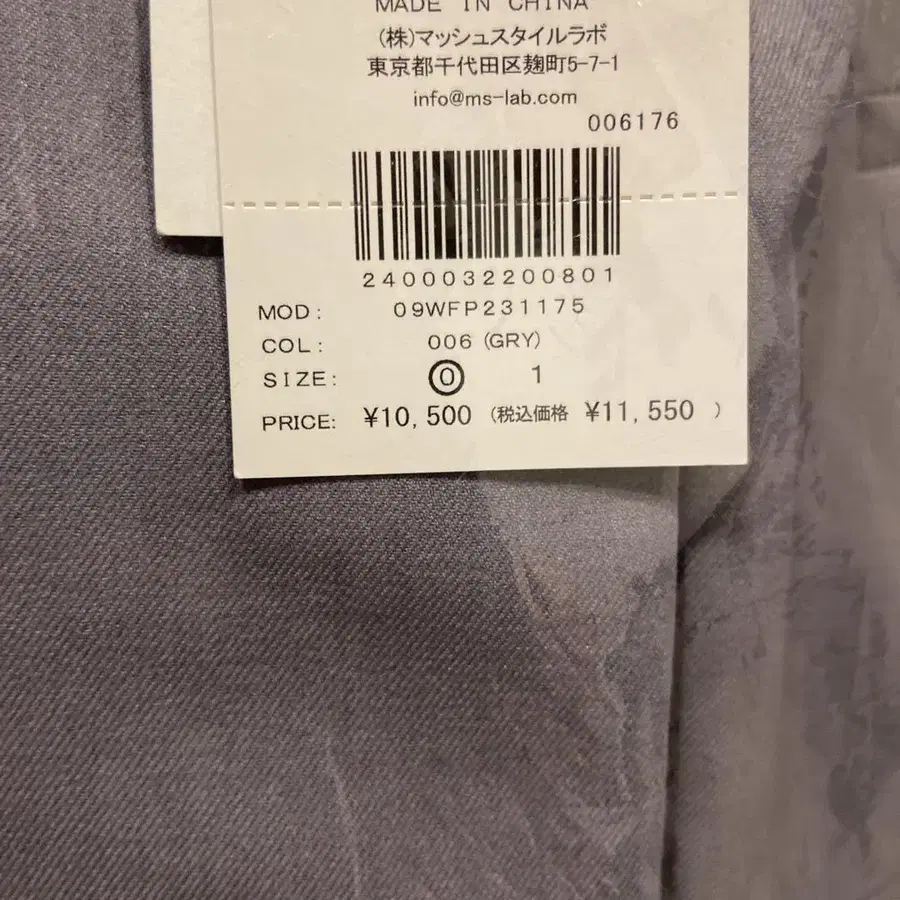 MADE IN CHINA
(株)マッシュスタイルラボ
東京都千代田区麹町5-7-1
info@ms-lab.com
006176
2400032200801
MOD: 09WFP231175
COL: 006 (GRY)
SIZE: 0 1
PRICE: ¥10,500 (税込価格 ¥11,550 )